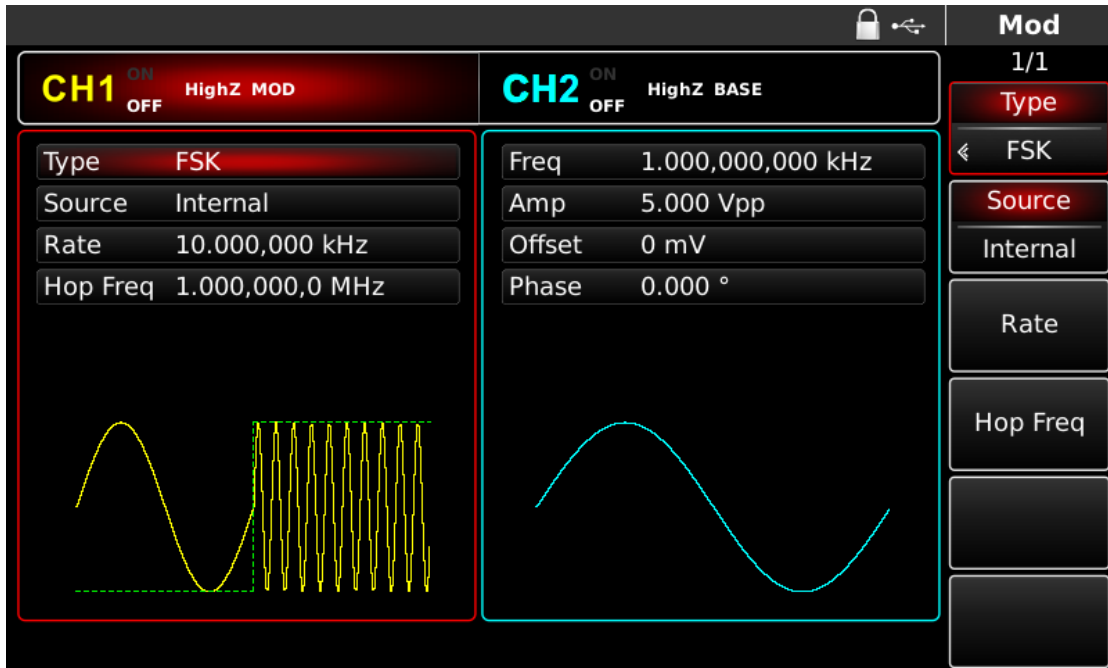 Mod
1/1
CH1 ON OFF HighZ MOD
CH2 ON OFF HighZ BASE
Type FSK
Source Internal
Rate 10.000,000 kHz
Hop Freq 1.000,000,0 MHz
Freq 1.000,000,000 kHz
Amp 5.000 Vpp
Offset 0 mV
Phase 0.000 °
Type
FSK
Source
Internal
Rate
Hop Freq